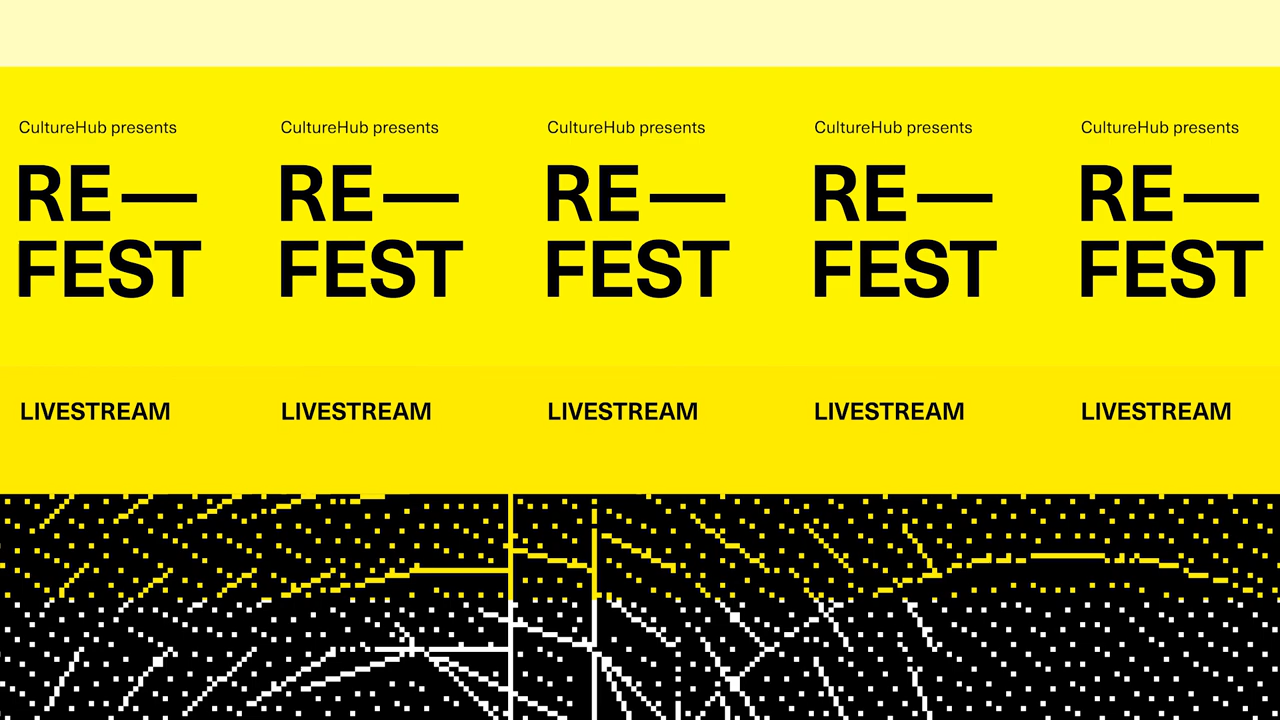 CultureHub presents CultureHub presents CultureHub presents CultureHub presents CultureHub presents
RE— RE— RE— RE— RE—
FEST FEST FEST FEST FEST
LIVESTREAM LIVESTREAM LIVESTREAM LIVESTREAM LIVESTREAM